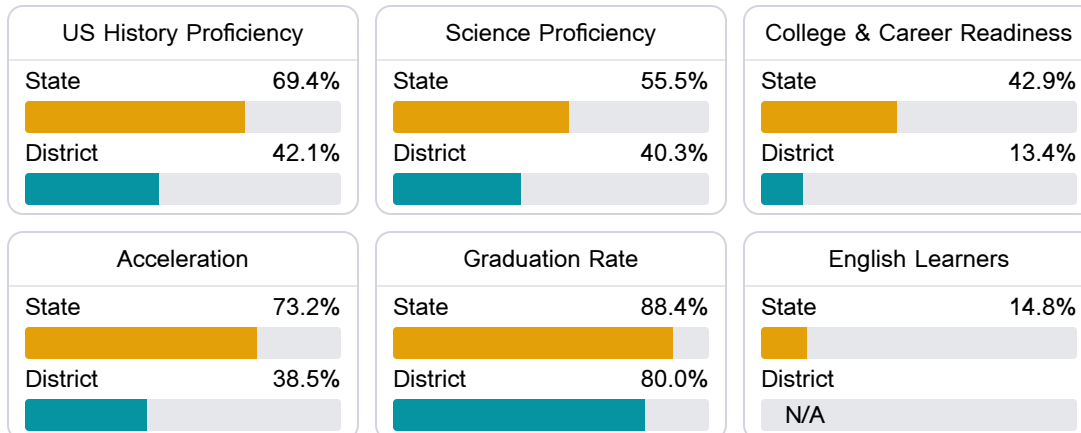 US History Proficiency
State 69.4%
District 42.1%
Science Proficiency
State 55.5%
District 40.3%
College & Career Readiness
State 42.9%
District 13.4%
Acceleration
State 73.2%
District 38.5%
Graduation Rate
State 88.4%
District 80.0%
English Learners
State 14.8%
District
N/A